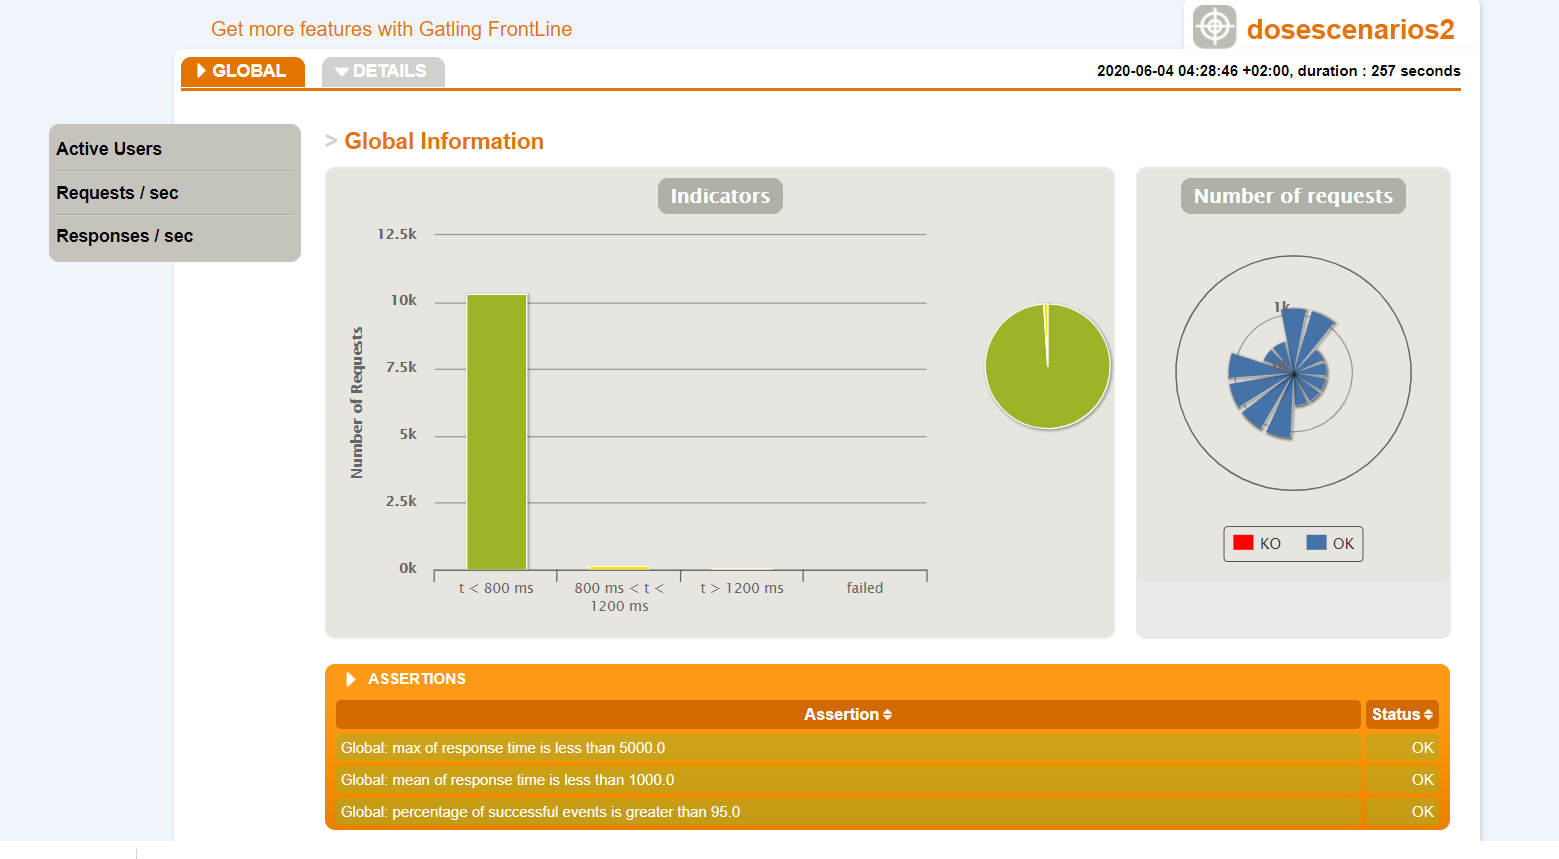 Get more features with Gatling FrontLine
dosescenarios2
GLOBAL
DETAILS
2020-06-04 04:28:46 +02:00, duration : 257 seconds
Active Users
Requests / sec
Responses / sec
> Global Information
Indicators
Number of Requests
12.5k
10k
7.5k
5k
2.5k
0k
t < 800 ms
800 ms < t <
1200 ms
t > 1200 ms
failed
Number of requests
1k
KO
OK
ASSERTIONS
Assertion
Status
Global: max of response time is less than 5000.0
OK
Global: mean of response time is less than 1000.0
OK
Global: percentage of successful events is greater than 95.0
OK